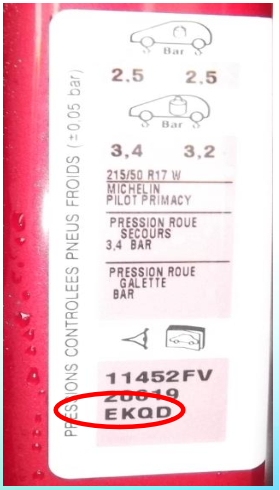 Bar
2.5 2.5
Bar
3,4 3,2
215/50 R17 W
MICHELIN
PILOT PRIMACY
PRESSION ROUE
SECOURS
3,4 BAR
PRESSION ROUE
GALETTE
BAR
11452FV
20619
EKQD
PRESSIONS CONTROLEES PNEUS FROIDS (±0,05 bar)